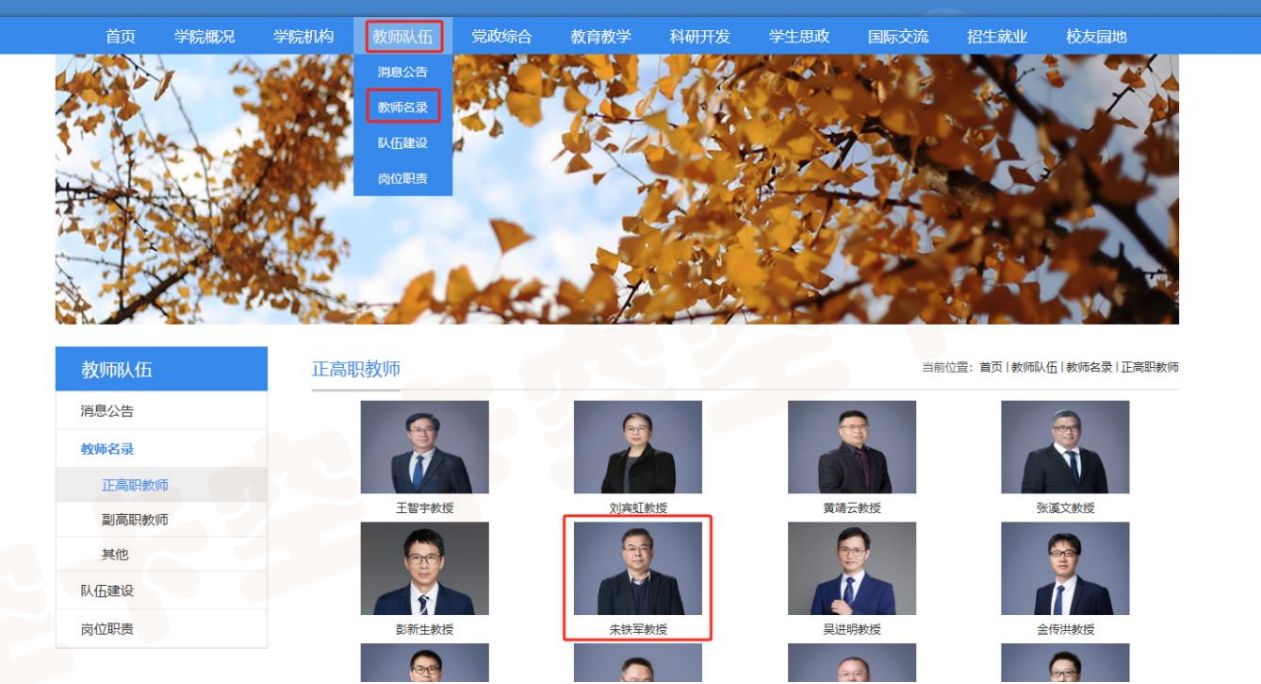 首页 学院概况 学院机构 教师队伍 党政综合 教育教学 科研开发 学生思政 国际交流 招生就业 校友园地
消息公告
教师名录
队伍建设
岗位职责
教师队伍
消息公告
教师名录
正高职教师
副高职教师
其他
队伍建设
岗位职责
正高职教师
当前位置：首页 | 教师队伍 | 教师名录 | 正高职教师
王智宇教授 刘宾虹教授 黄靖云教授 张溪文教授
彭新生教授 朱铁军教授 吴进明教授 金传洪教授